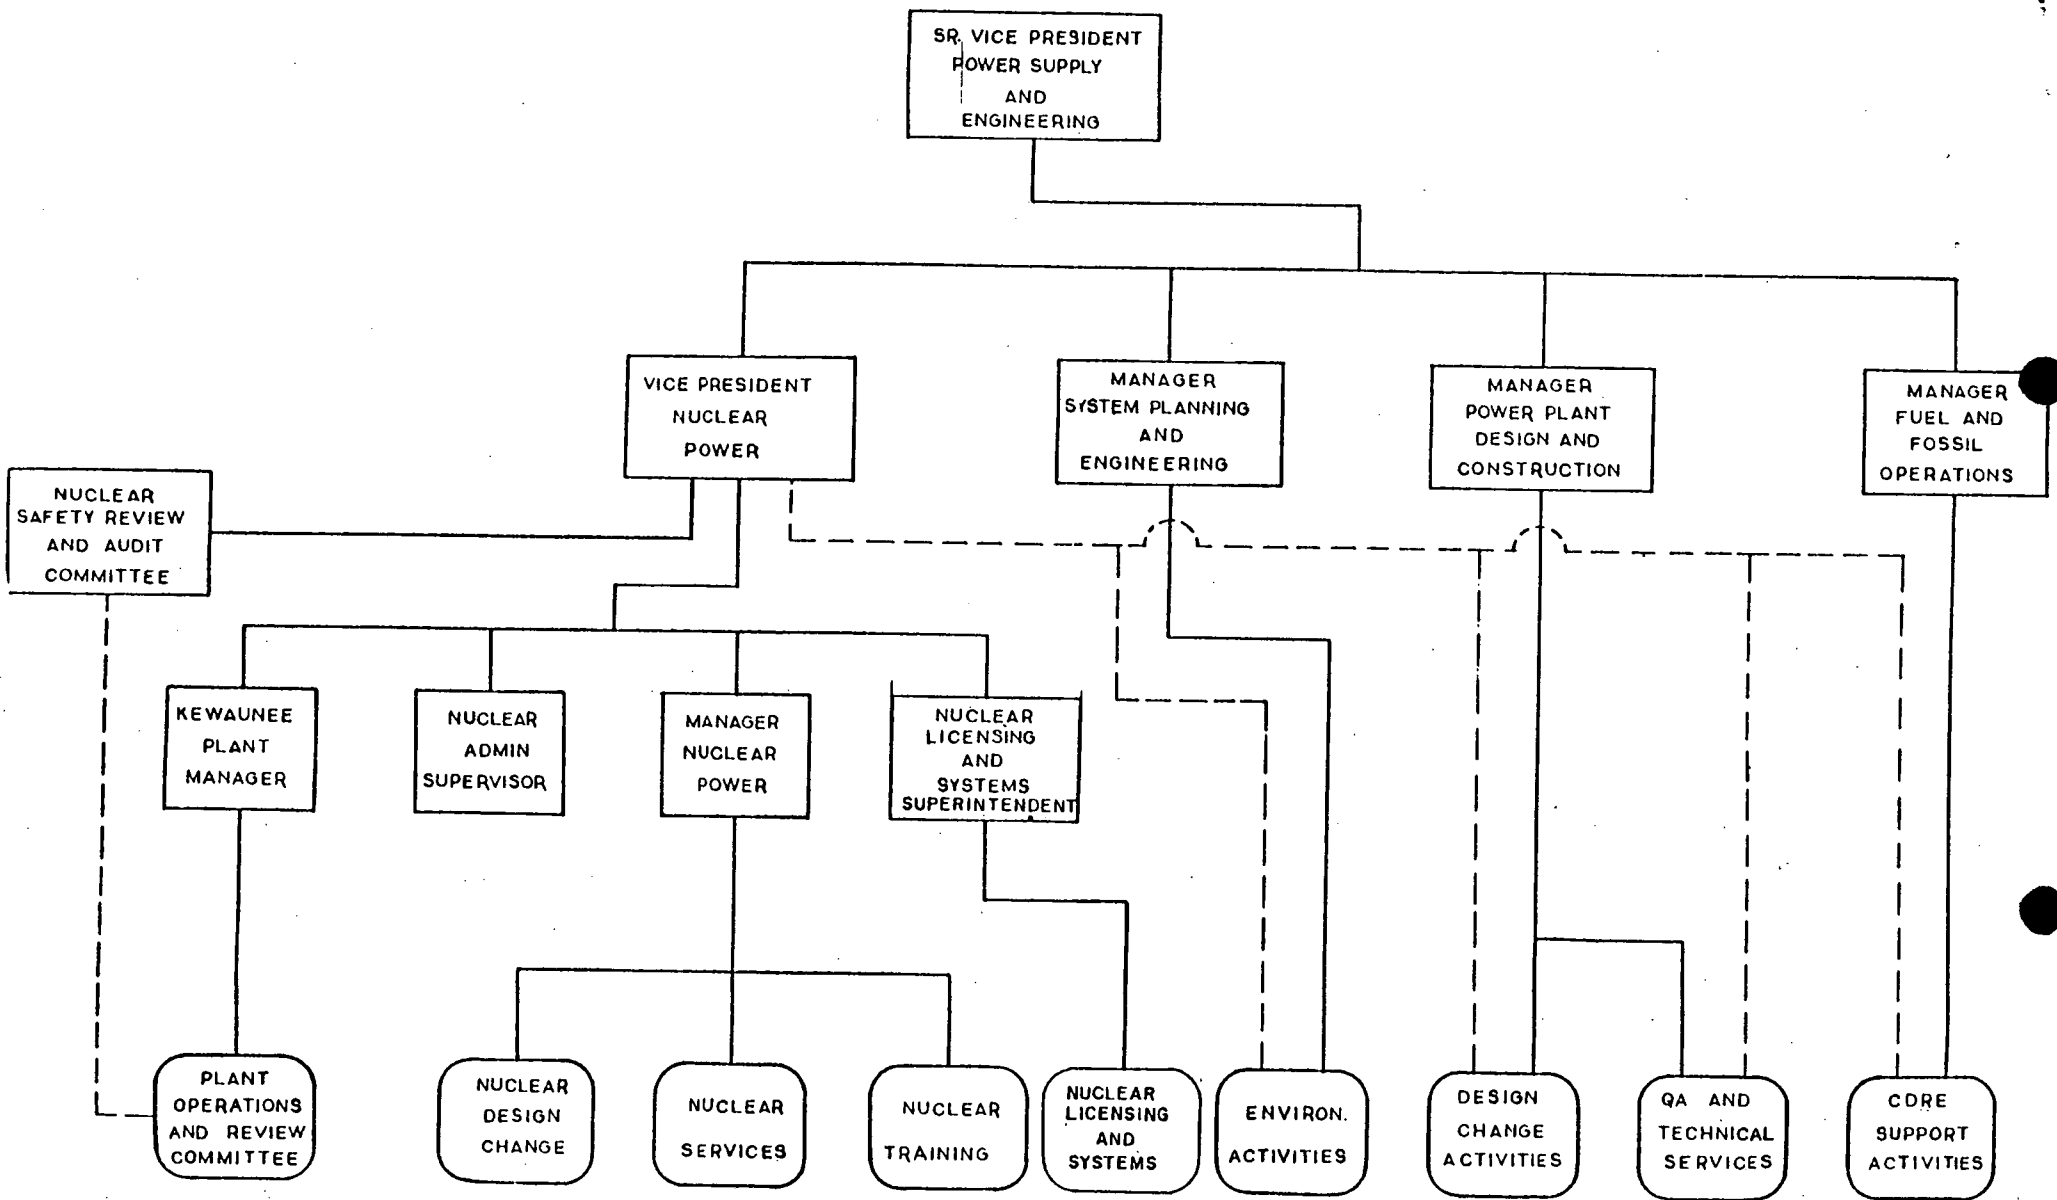 SR. VICE PRESIDENT
POWER SUPPLY
AND
ENGINEERING
VICE PRESIDENT
NUCLEAR
POWER
MANAGER
SYSTEM PLANNING
AND
ENGINEERING
MANAGER
POWER PLANT
DESIGN AND
CONSTRUCTION
MANAGER
FUEL AND
FOSSIL
OPERATIONS
NUCLEAR
SAFETY REVIEW
AND AUDIT
COMMITTEE
KEWAUNEE
PLANT
MANAGER
NUCLEAR
ADMIN
SUPERVISOR
MANAGER
NUCLEAR
POWER
NUCLEAR
LICENSING
AND
SYSTEMS
SUPERINTENDENT
PLANT
OPERATIONS
AND REVIEW
COMMITTEE
NUCLEAR
DESIGN
CHANGE
NUCLEAR
SERVICES
NUCLEAR
TRAINING
NUCLEAR
LICENSING
AND
SYSTEMS
ENVIRON.
ACTIVITIES
DESIGN
CHANGE
ACTIVITIES
QA AND
TECHNICAL
SERVICES
CORE
SUPPORT
ACTIVITIES